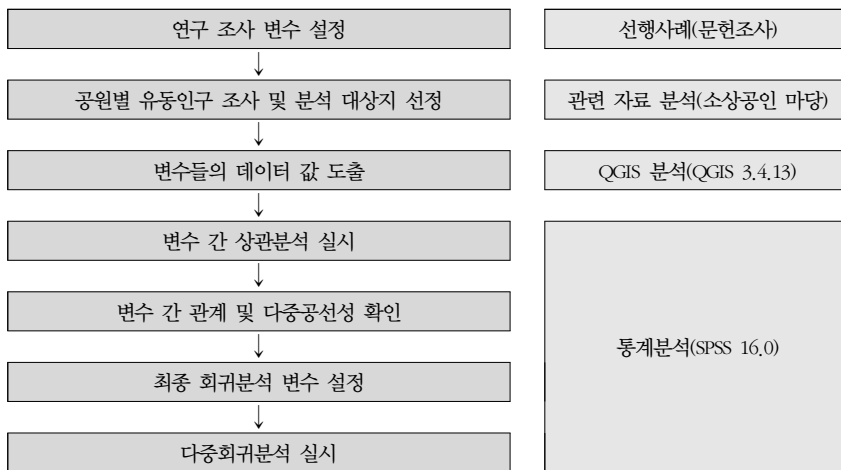 연구 조사 변수 설정
선행사례(문헌조사)
공원별 유동인구 조사 및 분석 대상지 선정
관련 자료 분석(소상공인 마당)
변수들의 데이터 값 도출
QGIS 분석(QGIS 3.4.13)
변수 간 상관분석 실시
변수 간 관계 및 다중공선성 확인
통계분석(SPSS 16.0)
최종 회귀분석 변수 설정
다중회귀분석 실시